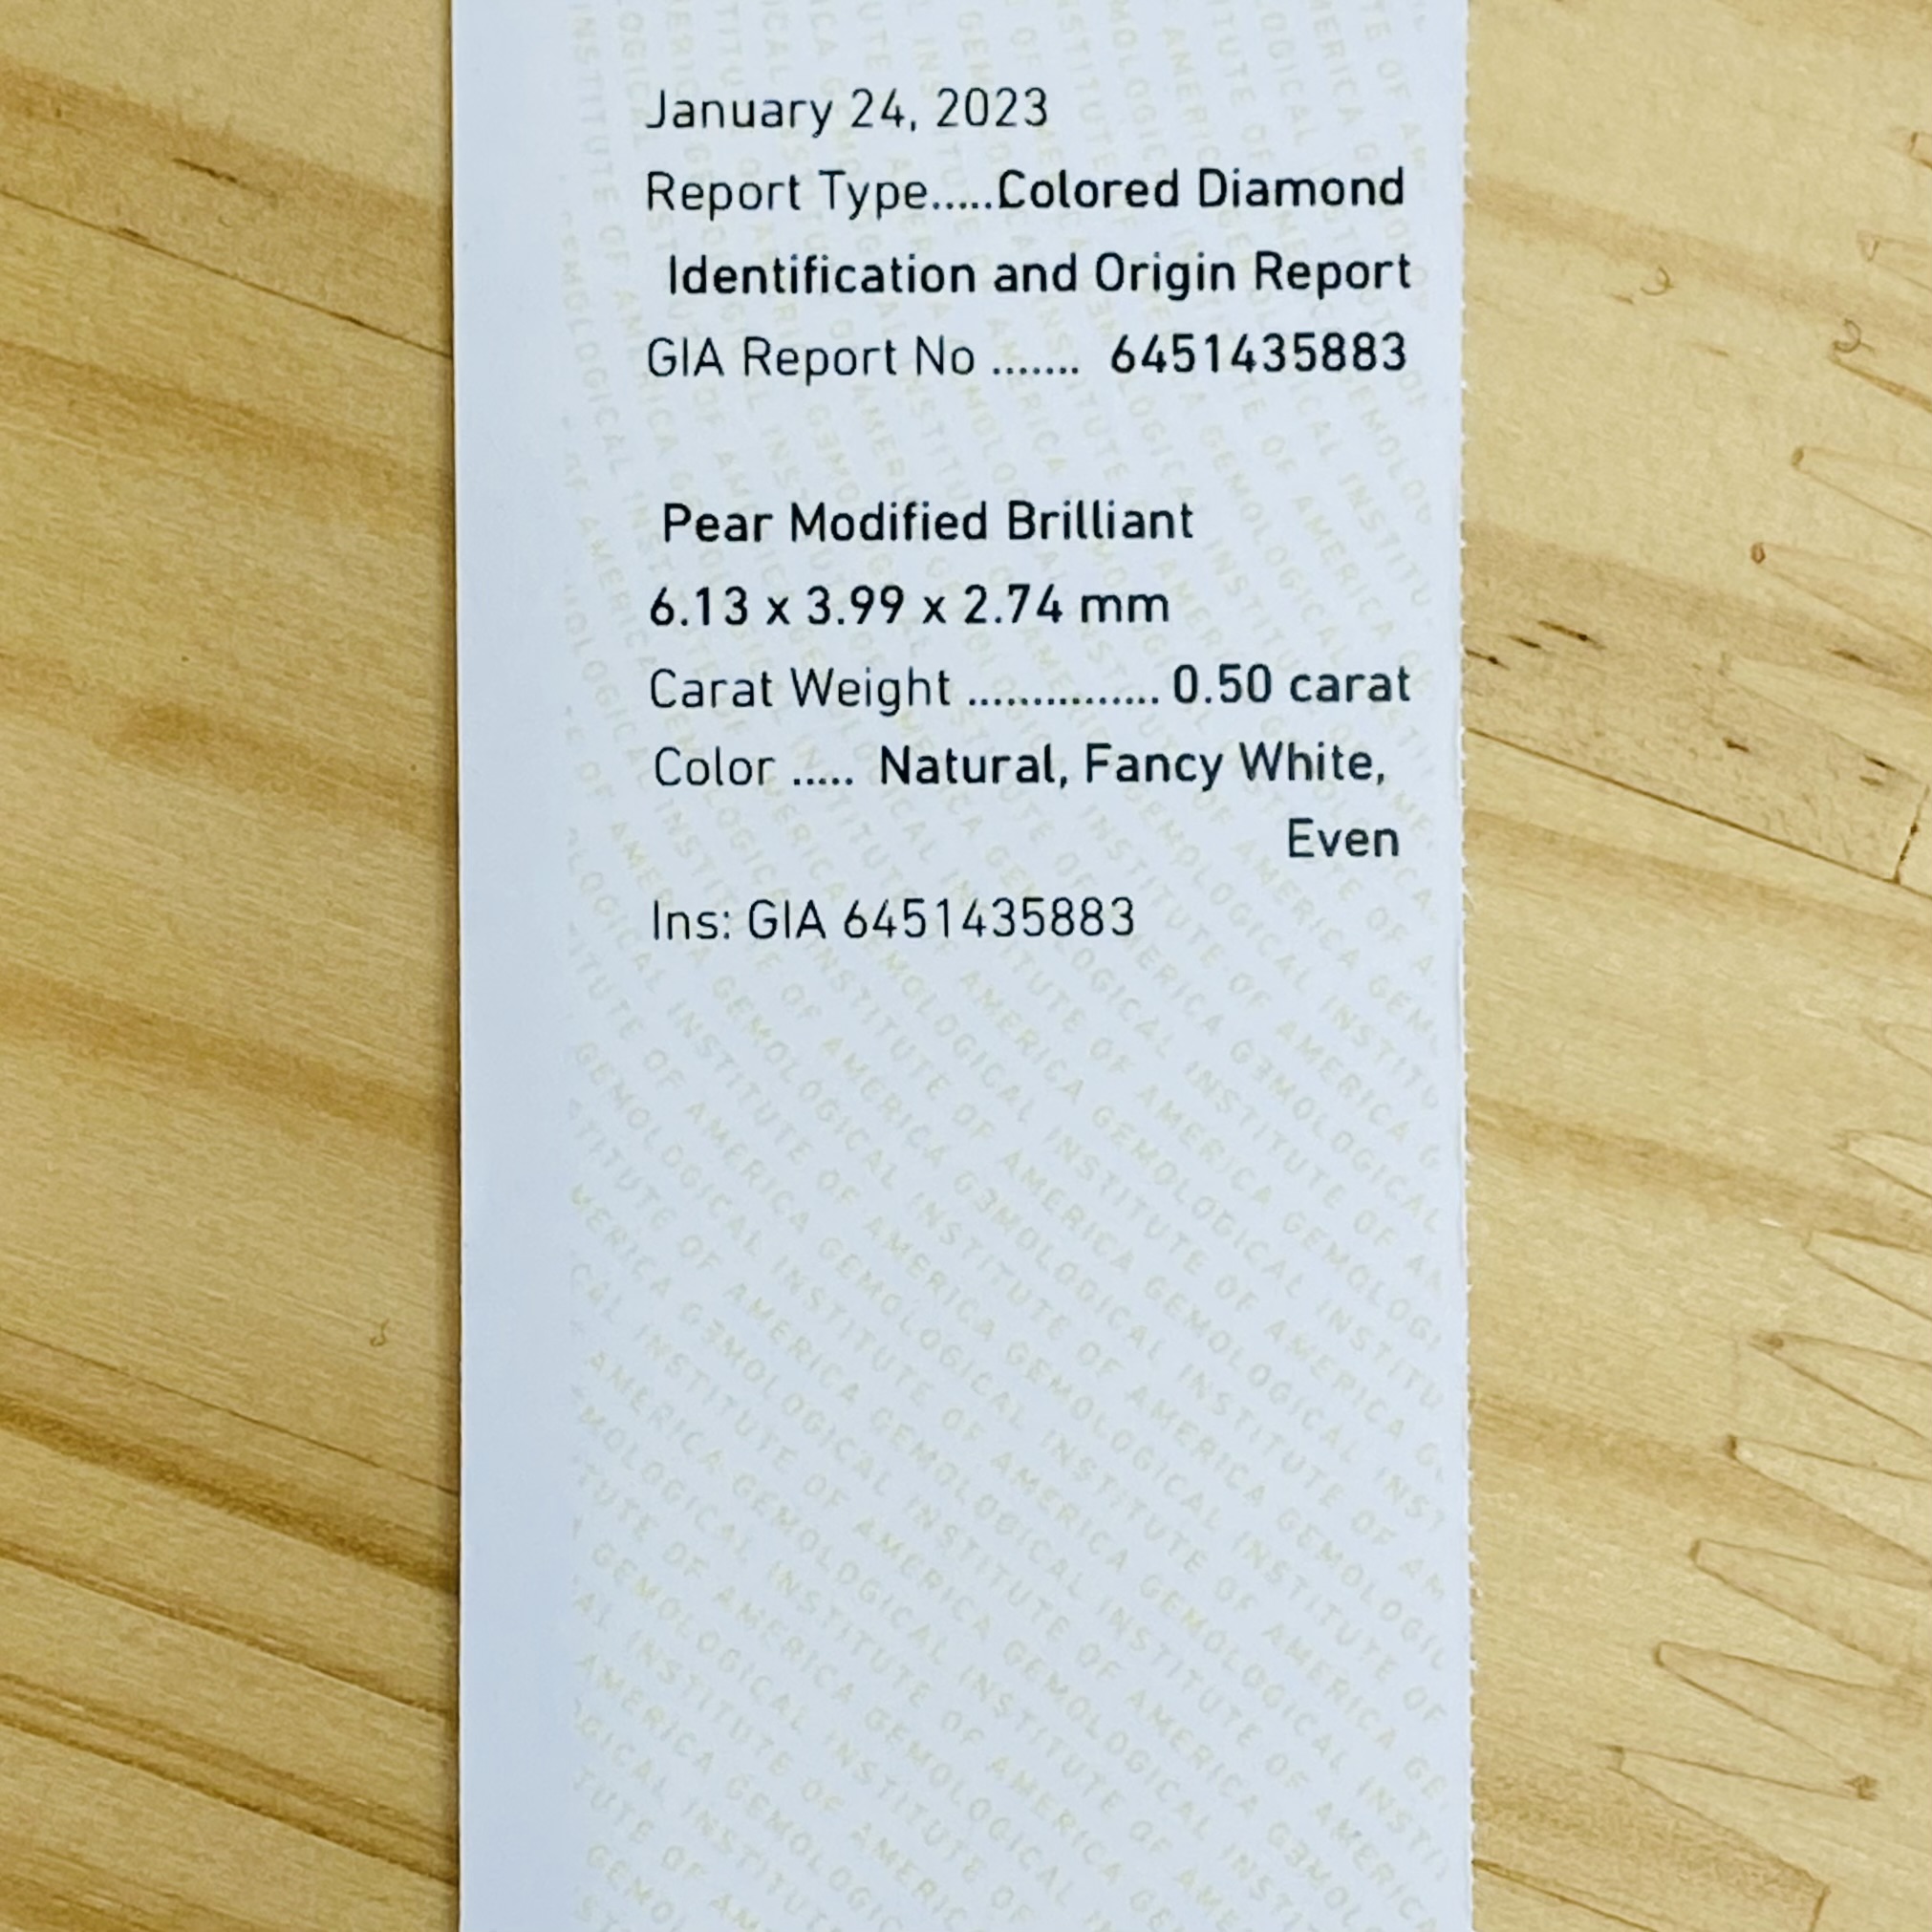 January 24, 2023
Report Type.....Colored Diamond
Identification and Origin Report
GIA Report No ....... 6451435883
Pear Modified Brilliant
6.13 x 3.99 x 2.74 mm
Carat Weight ............... 0.50 carat
Color ..... Natural, Fancy White,
Even
Ins: GIA 6451435883